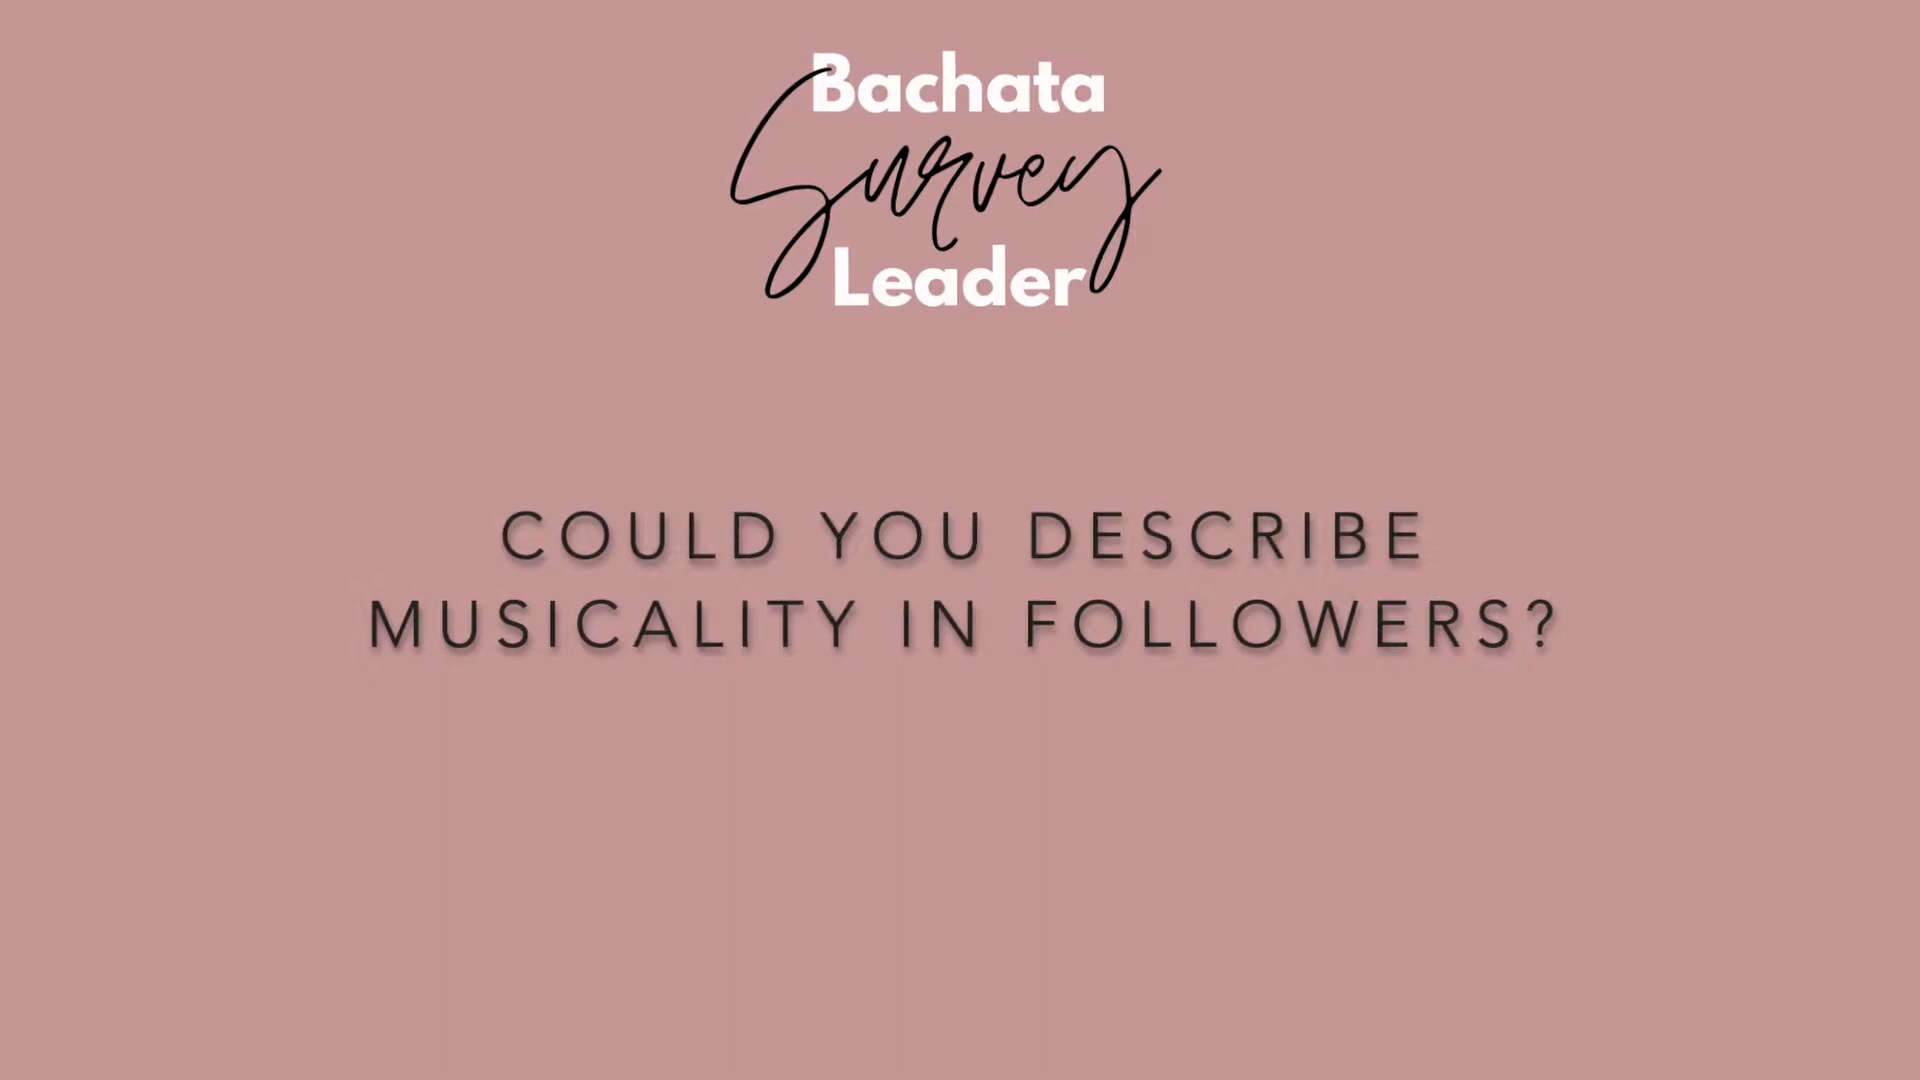 Bachata
Survey
Leader
COULD YOU DESCRIBE
MUSICALITY IN FOLLOWERS?